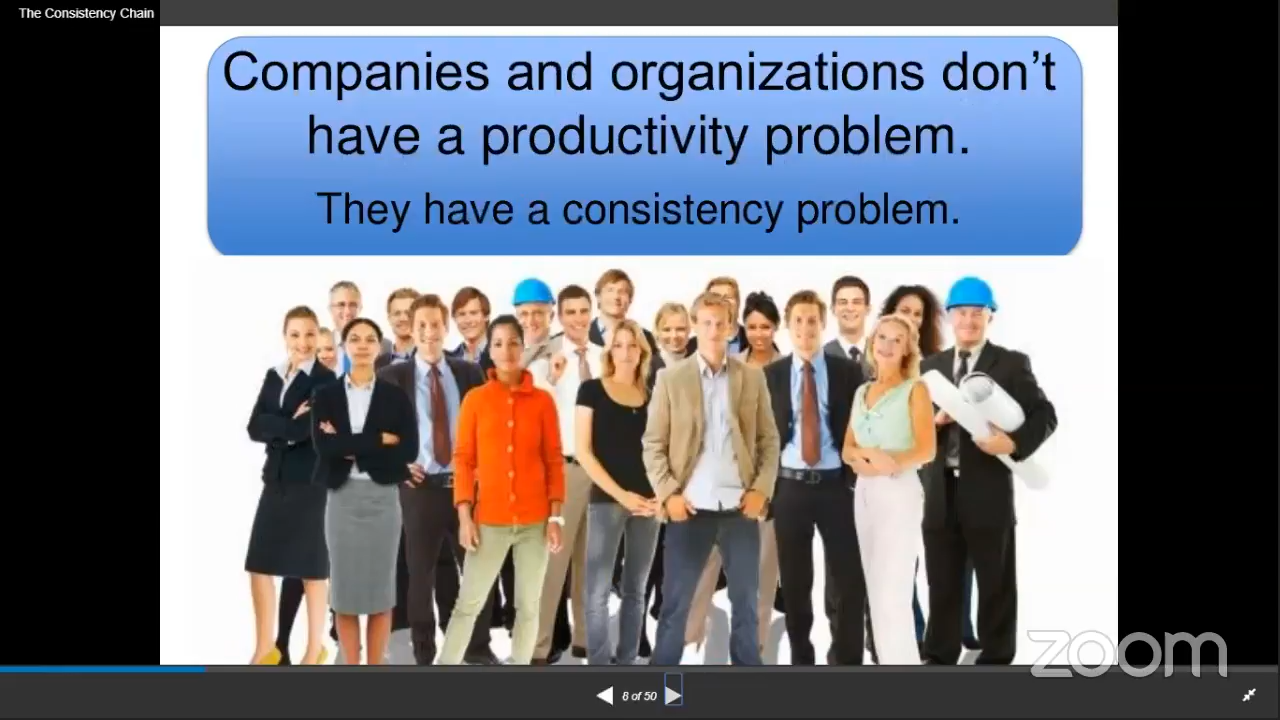 The Consistency Chain
Companies and organizations don’t
have a productivity problem.
They have a consistency problem.
zoom
8 of 50